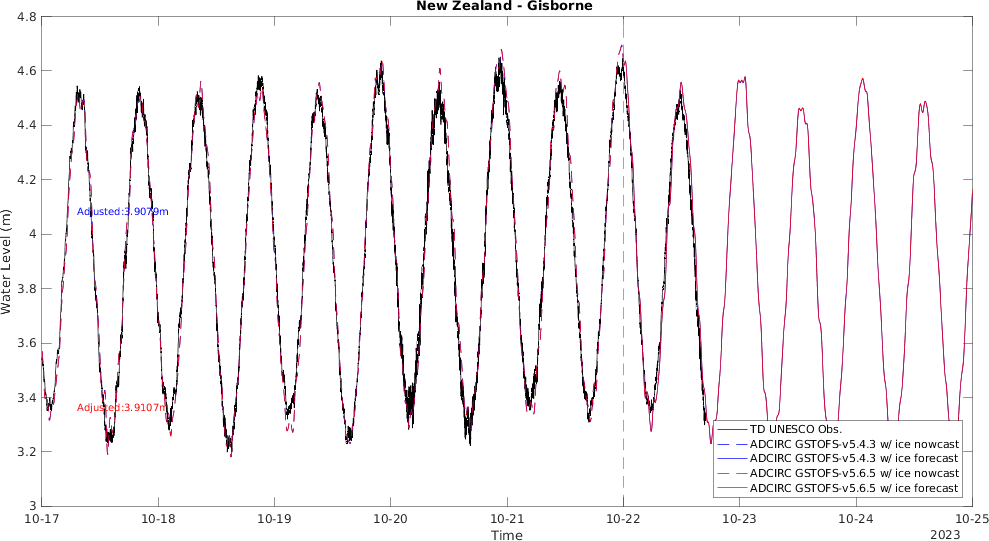 New Zealand - Gisborne
4.8
4.6
4.4
4.2
4
3.8
3.6
3.4
3.2
3
Water Level (m)
Adjusted:3.9079m
Adjusted:3.9107m
TD UNESCO Obs.
ADCIRC GSTOFS-v5.4.3 w/ ice nowcast
ADCIRC GSTOFS-v5.4.3 w/ ice forecast
ADCIRC GSTOFS-v5.6.5 w/ ice nowcast
ADCIRC GSTOFS-v5.6.5 w/ ice forecast
10-17 10-18 10-19 10-20 10-21 10-22 10-23 10-24 10-25
Time
2023